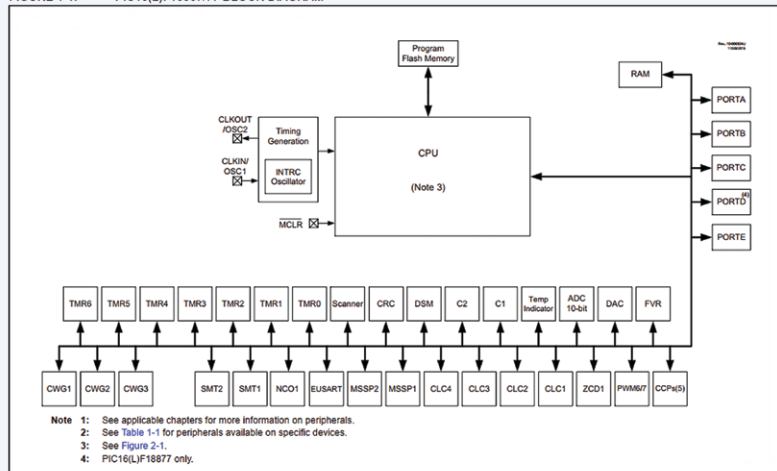 Program
Flash Memory
RAM
PORTA
PORTB
PORTC
PORTD(4)
PORTE
CLKOUT
/OSC2
Timing
Generation
CPU
CLKIN/
OSC1
INTRC
Oscillator
(Note 3)
MCLR
TMR6 TMR5 TMR4 TMR3 TMR2 TMR1 TMR0 Scanner CRC DSM C2 C1 Temp Indicator ADC 10-bit DAC FVR
CWG1 CWG2 CWG3 SMT2 SMT1 NCO1 EUSART MSSP2 MSSP1 CLC4 CLC3 CLC2 CLC1 ZCD1 PWM6/7 CCPs(5)
Note 1: See applicable chapters for more information on peripherals.
2: See Table 1-1 for peripherals available on specific devices.
3: See Figure 2-1.
4: PIC16(L)F18877 only.